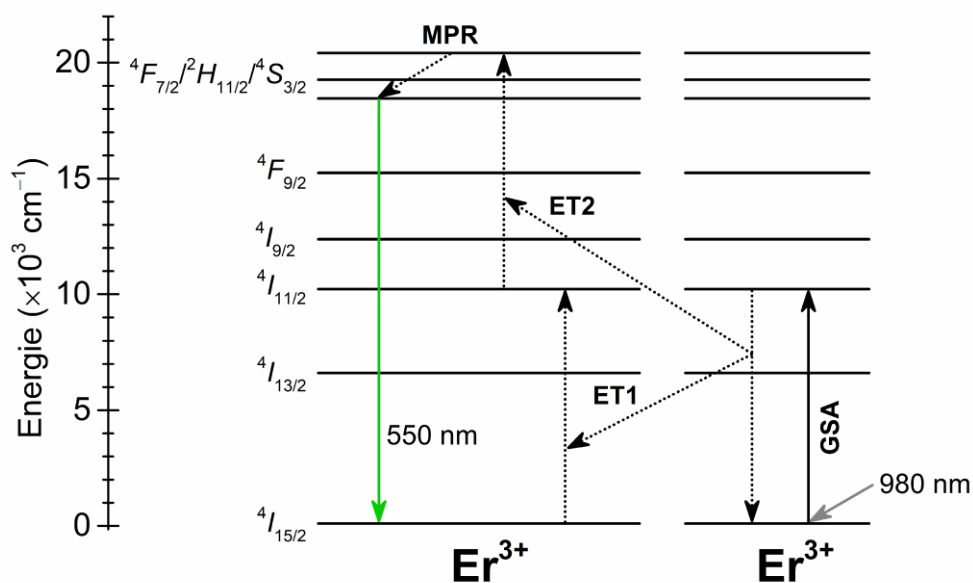 MPR
20
⁴F₇/₂/²H₁₁/₂/⁴S₃/₂
15
⁴F₉/₂
ET2
⁴I₉/₂
10
⁴I₁₁/₂
⁴I₁₃/₂
ET1
5
550 nm
GSA
980 nm
0
⁴I₁₅/₂
Energie (×10³ cm⁻¹)
Er³⁺
Er³⁺